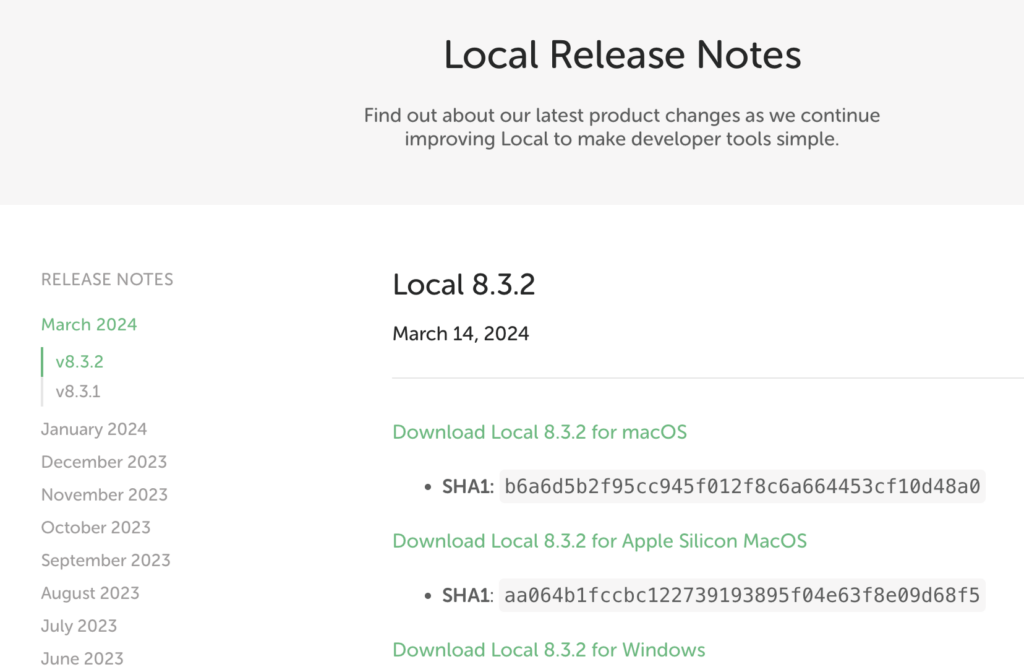 Local Release Notes
Find out about our latest product changes as we continue
improving Local to make developer tools simple.
RELEASE NOTES
March 2024
v8.3.2
v8.3.1
January 2024
December 2023
November 2023
October 2023
September 2023
August 2023
July 2023
June 2023
Local 8.3.2
March 14, 2024
Download Local 8.3.2 for macOS
• SHA1: b6a6d5b2f95cc945f012f8c6a664453cf10d48a0
Download Local 8.3.2 for Apple Silicon MacOS
• SHA1: aa064b1fccbc122739193895f04e63f8e09d68f5
Download Local 8.3.2 for Windows